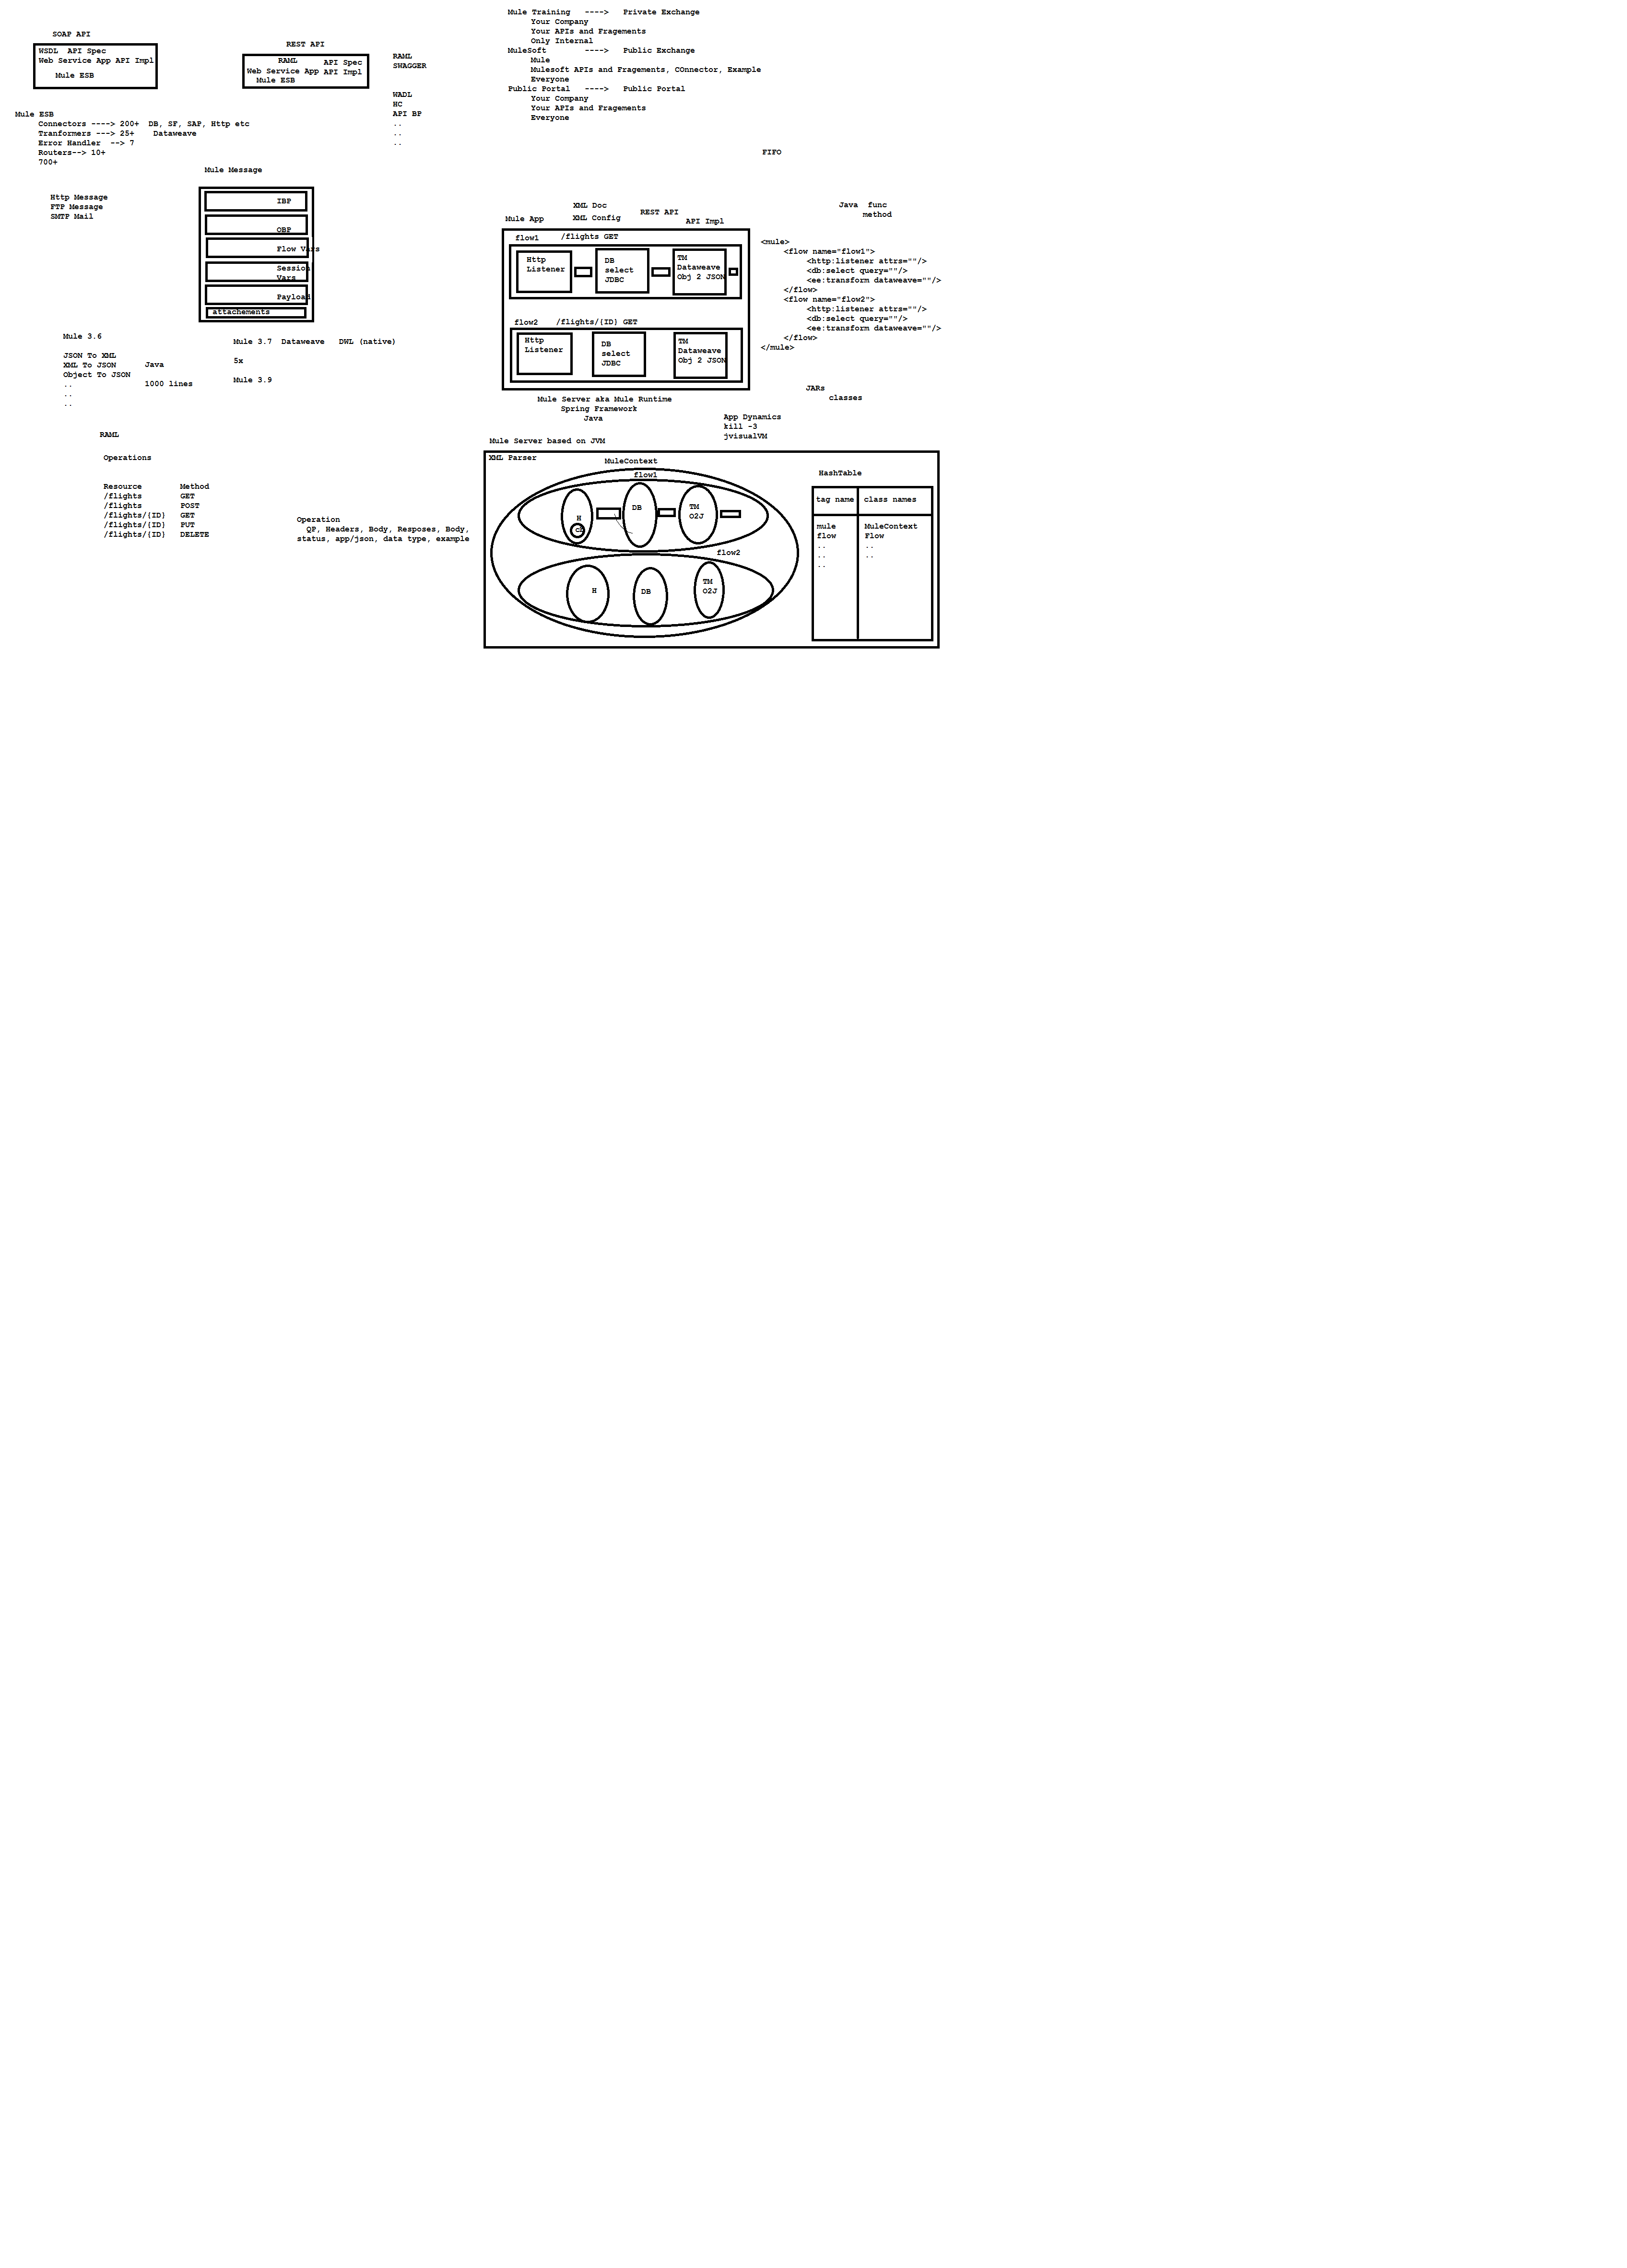 SOAP API
WSDL  API Spec
Web Service App API Impl
Mule ESB
REST API
RAML
API Spec
Web Service App API Impl
Mule ESB
RAML
SWAGGER
WADL
HC
API BP
..
..
..
Mule Training   ---->   Private Exchange
Your Company
Your APIs and Fragements
Only Internal
MuleSoft        ---->   Public Exchange
Mule
Mulesoft APIs and Fragements, COnnector, Example
Everyone
Public Portal   ---->   Public Portal
Your Company
Your APIs and Fragements
Everyone
FIFO
Mule ESB
Connectors ----> 200+  DB, SF, SAP, Http etc
Tranformers ---> 25+    Dataweave
Error Handler  --> 7
Routers--> 10+
700+
Mule Message
Http Message
FTP Message
SMTP Mail
IBP
OBP
Flow Vars
Session
Vars
Payload
attachements
Mule 3.6
JSON To XML
XML To JSON
Object To JSON
..
..
..
Java
1000 lines
Mule 3.7  Dataweave   DWL (native)
5x
Mule 3.9
RAML
Operations
Resource        Method
/flights        GET
/flights        POST
/flights/{ID}   GET
/flights/{ID}   PUT
/flights/{ID}   DELETE
Operation
QP, Headers, Body, Resposes, Body,
status, app/json, data type, example
XML Doc
Mule App
XML Config
REST API
API Impl
flow1
/flights GET
Http
Listener
DB
select
JDBC
TM
Dataweave
Obj 2 JSON
flow2
/flights/{ID} GET
Http
Listener
DB
select
JDBC
TM
Dataweave
Obj 2 JSON
Java  func
method
<mule>
<flow name="flow1">
<http:listener attrs=""/>
<db:select query=""/>
<ee:transform dataweave=""/>
</flow>
<flow name="flow2">
<http:listener attrs=""/>
<db:select query=""/>
<ee:transform dataweave=""/>
</flow>
</mule>
JARs
classes
Mule Server aka Mule Runtime
Spring Framework
Java
App Dynamics
kill -3
jvisualVM
Mule Server based on JVM
XML Parser
MuleContext
flow1
H
DB
TM
O2J
flow2
H
DB
TM
O2J
HashTable
tag name
class names
mule
flow
..
..
..
MuleContext
Flow
..
..